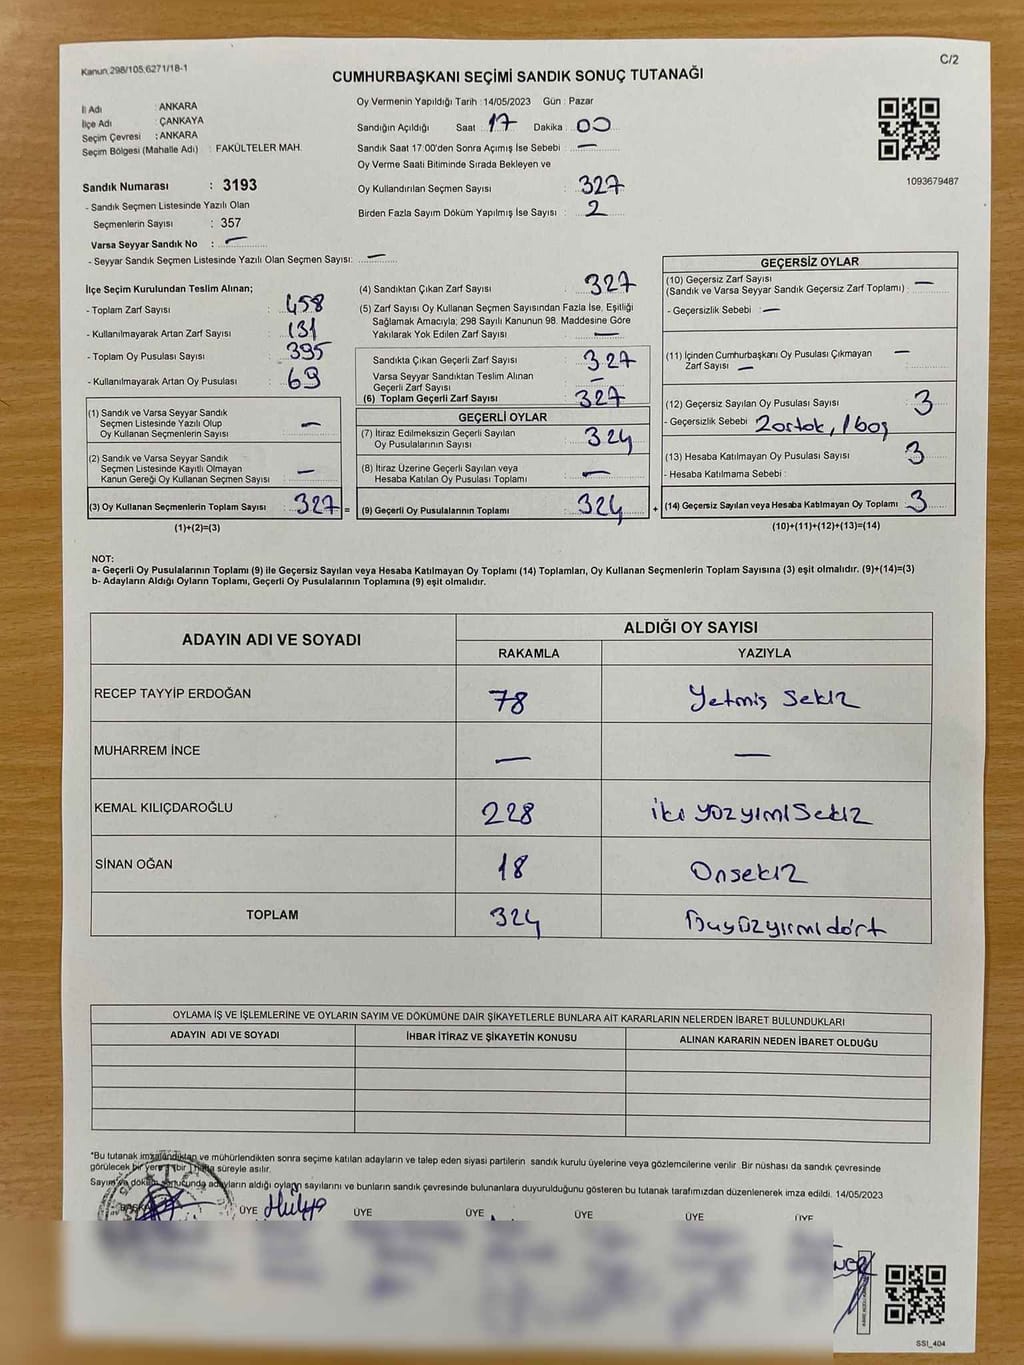 Kanun;298/105;6271/18-1
C/2
CUMHURBAŞKANI SEÇİMİ SANDIK SONUÇ TUTANAĞI
İl Adı : ANKARA
İlçe Adı : ÇANKAYA
Seçim Çevresi : ANKARA
Seçim Bölgesi (Mahalle Adı) : FAKÜLTELER MAH.
Sandık Numarası : 3193
- Sandık Seçmen Listesinde Yazılı Olan
Seçmenlerin Sayısı : 357
Varsa Seyyar Sandık No : —
- Seyyar Sandık Seçmen Listesinde Yazılı Olan Seçmen Sayısı: —
Oy Vermenin Yapıldığı Tarih : 14/05/2023 Gün : Pazar
Sandığın Açıldığı Saat : 17 Dakika : 00
Sandık Saat 17:00'den Sonra Açımış İse Sebebi : —
Oy Verme Saati Bitiminde Sırada Bekleyen ve
Oy Kullandırılan Seçmen Sayısı : 327
Birden Fazla Sayım Döküm Yapılmış İse Sayısı : 2
1093679487
İlçe Seçim Kurulundan Teslim Alınan;
- Toplam Zarf Sayısı : 458
- Kullanılmayarak Artan Zarf Sayısı : 131
- Toplam Oy Pusulası Sayısı : 395
- Kullanılmayarak Artan Oy Pusulası : 69
(1) Sandık ve Varsa Seyyar Sandık
Seçmen Listesinde Yazılı Olup
Oy Kullanan Seçmenlerin Sayısı : —
(2) Sandık ve Varsa Seyyar Sandık
Seçmen Listesinde Kayıtlı Olmayan
Kanun Gereği Oy Kullanan Seçmen Sayısı : —
(3) Oy Kullanan Seçmenlerin Toplam Sayısı : 327 =
(1)+(2)=(3)
(4) Sandıktan Çıkan Zarf Sayısı : 327
(5) Zarf Sayısı Oy Kullanan Seçmen Sayısından Fazla İse, Eşitliği
Sağlamak Amacıyla; 298 Sayılı Kanunun 98. Maddesine Göre
Yakılarak Yok Edilen Zarf Sayısı : —
Sandıkta Çıkan Geçerli Zarf Sayısı : 327
Varsa Seyyar Sandıktan Teslim Alınan
Geçerli Zarf Sayısı : —
(6) Toplam Geçerli Zarf Sayısı : 327
GEÇERLİ OYLAR
(7) İtiraz Edilmeksizin Geçerli Sayılan
Oy Pusulalarının Sayısı : 324
(8) İtiraz Üzerine Geçerli Sayılan veya
Hesaba Katılan Oy Pusulası Toplamı : —
(9) Geçerli Oy Pusulalarının Toplamı : 324 +
GEÇERSİZ OYLAR
(10) Geçersiz Zarf Sayısı
(Sandık ve Varsa Seyyar Sandık Geçersiz Zarf Toplamı) : —
- Geçersizlik Sebebi : —
(11) İçinden Cumhurbaşkanı Oy Pusulası Çıkmayan —
Zarf Sayısı : —
(12) Geçersiz Sayılan Oy Pusulası Sayısı : 3
- Geçersizlik Sebebi : 2 ortak, 1 boş
(13) Hesaba Katılmayan Oy Pusulası Sayısı : 3
- Hesaba Katılmama Sebebi :
(14) Geçersiz Sayılan veya Hesaba Katılmayan Oy Toplamı : 3
(10)+(11)+(12)+(13)=(14)
NOT:
a- Geçerli Oy Pusulalarının Toplamı (9) ile Geçersiz Sayılan veya Hesaba Katılmayan Oy Toplamı (14) Toplamları, Oy Kullanan Seçmenlerin Toplam Sayısına (3) eşit olmalıdır. (9)+(14)=(3)
b- Adayların Aldığı Oyların Toplamı, Geçerli Oy Pusulalarının Toplamına (9) eşit olmalıdır.
ADAYIN ADI VE SOYADI
ALDIĞI OY SAYISI
RAKAMLA YAZIYLA
RECEP TAYYİP ERDOĞAN 78 Yetmiş sekiz
MUHARREM İNCE — —
KEMAL KILIÇDAROĞLU 228 iki yüzyımisekiz
SİNAN OĞAN 18 Onsekiz
TOPLAM 324 Üçyüzyirmidört
OYLAMA İŞ VE İŞLEMLERİNE VE OYLARIN SAYIM VE DÖKÜMÜNE DAİR ŞİKAYETLERLE BUNLARA AİT KARARLARIN NELERDEN İBARET BULUNDUKLARI
ADAYIN ADI VE SOYADI İHBAR İTİRAZ VE ŞİKAYETİN KONUSU ALINAN KARARIN NEDEN İBARET OLDUĞU
*Bu tutanak imzalandıktan ve mühürlendikten sonra seçime katılan adayların ve talep eden siyasi partilerin sandık kurulu üyelerine veya gözlemcilerine verilir. Bir nüshası da sandık çevresinde
görülecek bir yere 1 (bir) hafta süreyle asılır.
Sayım ve döküm sonucunda adayların aldığı oyların sayılarını ve bunların sandık çevresinde bulunanlara duyurulduğunu gösteren bu tutanak tarafımızdan düzenlenerek imza edildi. 14/05/2023
ÜYE Hülya ÜYE ÜYE ÜYE ÜYE ÜYE
SSI_404